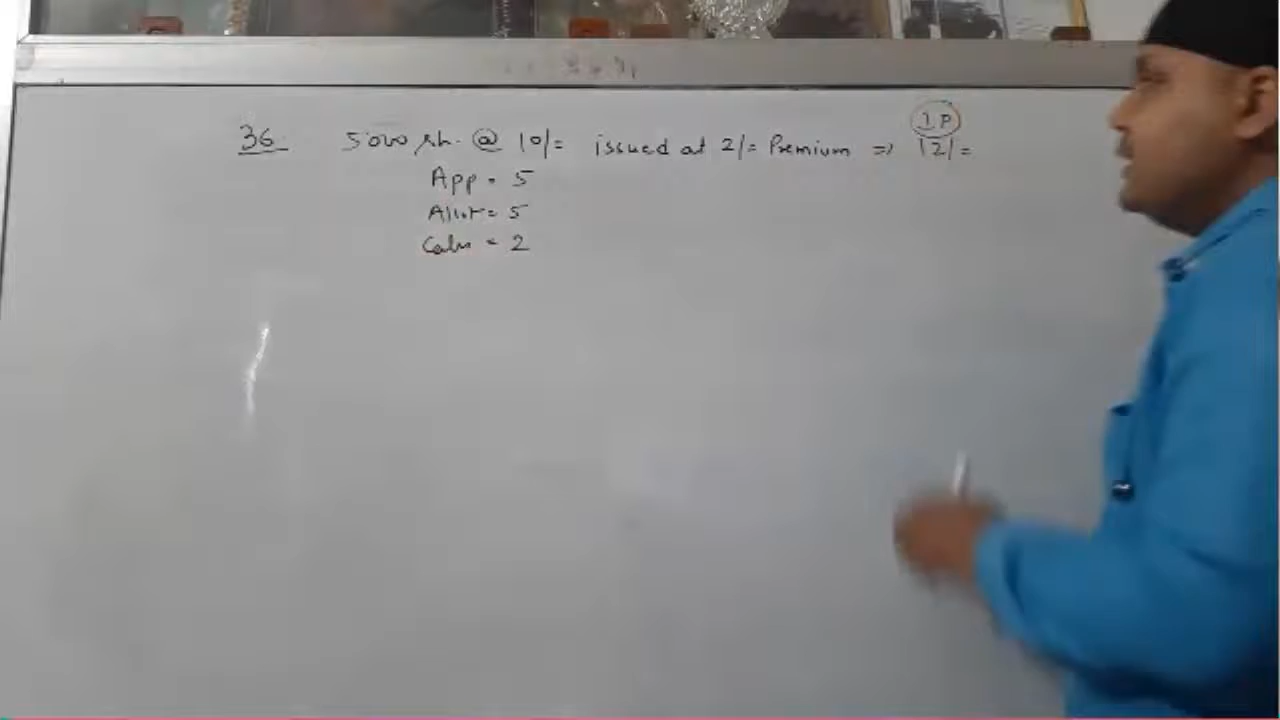 I.P
36. 5000 sh. @ 10/= issued at 2/= Premium ⇒ 12/=
App = 5
Allot = 5
Calls = 2